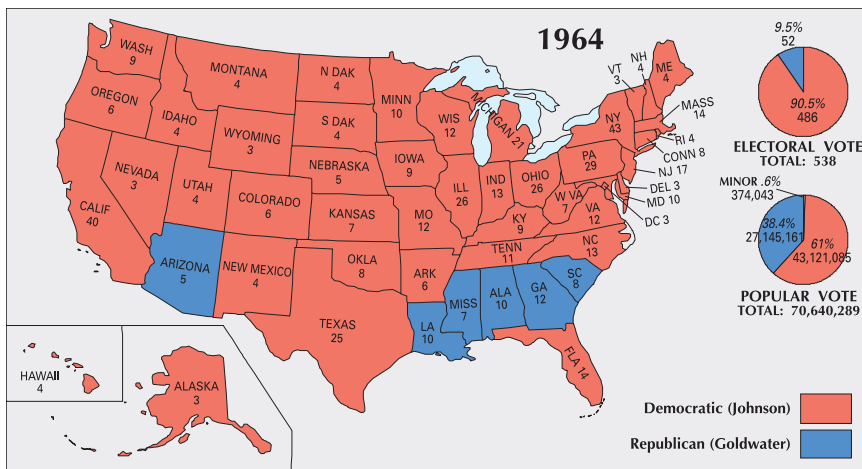 1964
WASH
9
OREGON
6
CALIF
40
NEVADA
3
IDAHO
4
MONTANA
4
WYOMING
3
UTAH
4
ARIZONA
5
COLORADO
6
NEW MEXICO
4
N DAK
4
S DAK
4
NEBRASKA
5
KANSAS
7
OKLA
8
TEXAS
25
MINN
10
IOWA
9
MO
12
ARK
6
LA
10
WIS
12
ILL
26
MICHIGAN 21
IND
13
OHIO
26
KY
9
TENN
11
MISS
7
ALA
10
GA
12
FLA 14
SC
8
NC
13
VA
12
W VA
7
PA
29
NY
43
VT
3
NH
4
ME
4
MASS
14
RI 4
CONN 8
NJ 17
DEL 3
MD 10
DC 3
HAWAII
4
ALASKA
3
9.5%
52
90.5%
486
ELECTORAL VOTE
TOTAL: 538
MINOR .6%
374,043
38.4%
27,145,161
61%
43,121,085
POPULAR VOTE
TOTAL: 70,640,289
Democratic (Johnson)
Republican (Goldwater)